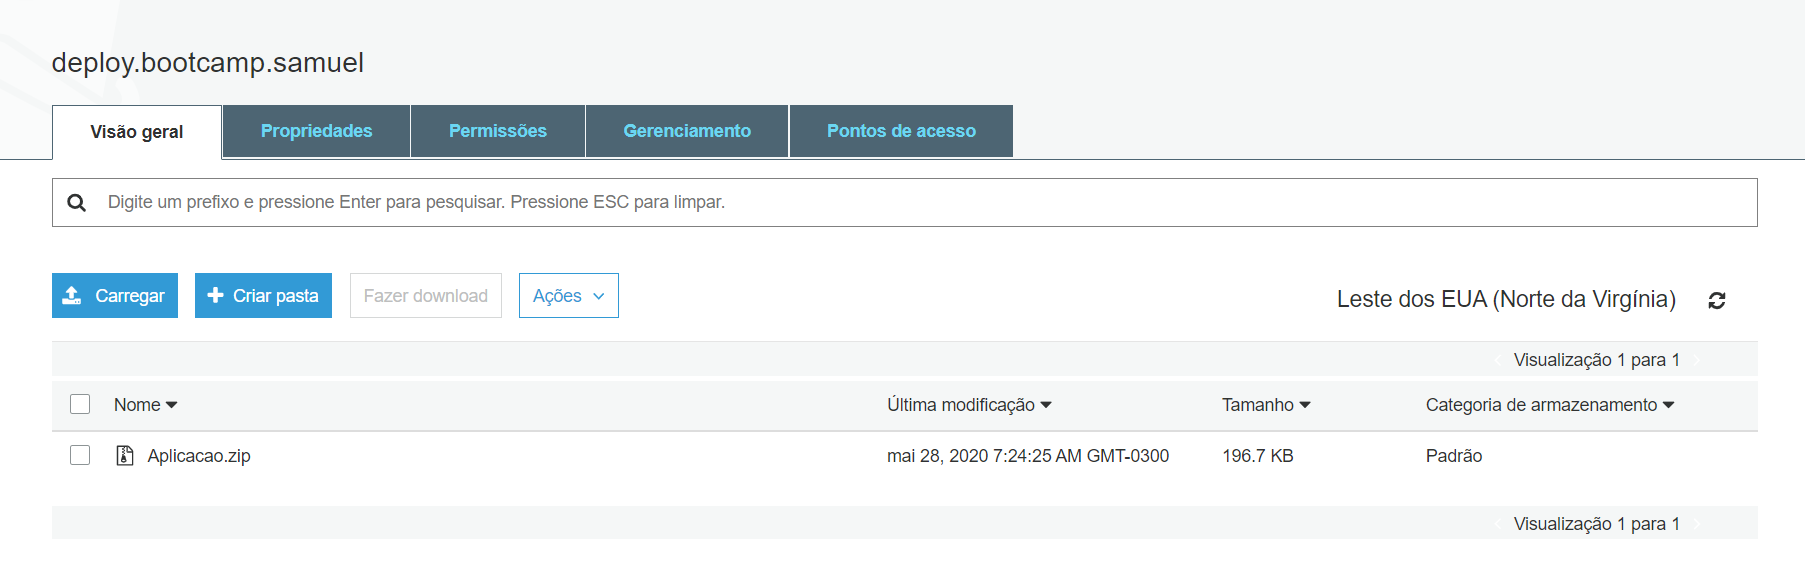 deploy.bootcamp.samuel
Visão geral Propriedades Permissões Gerenciamento Pontos de acesso
Digite um prefixo e pressione Enter para pesquisar. Pressione ESC para limpar.
Carregar Criar pasta Fazer download Ações Leste dos EUA (Norte da Virgínia)
Visualização 1 para 1
Nome Última modificação Tamanho Categoria de armazenamento
Aplicacao.zip mai 28, 2020 7:24:25 AM GMT-0300 196.7 KB Padrão
Visualização 1 para 1